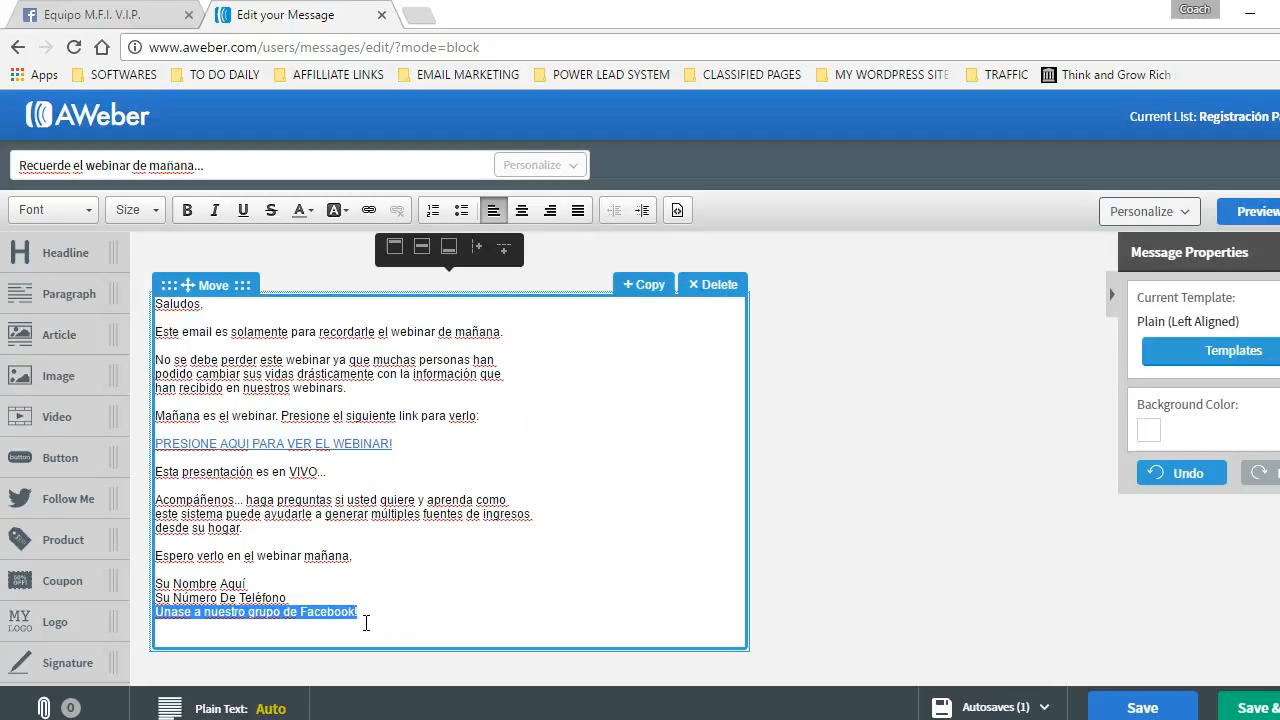 Equipo M.F.I. V.I.P.
Edit your Message
Coach
www.aweber.com/users/messages/edit/?mode=block
Apps SOFTWARES TO DO DAILY AFFILLIATE LINKS EMAIL MARKETING POWER LEAD SYSTEM CLASSIFIED PAGES MY WORDPRESS SITE TRAFFIC Think and Grow Rich
AWeber
Current List: Registración P
Recuerde el webinar de mañana...
Personalize
Font Size B I U S A A
Personalize
Preview
Headline
Paragraph
Article
Image
Video
button Button
Follow Me
Product
20% OFF Coupon
MY LOGO Logo
Signature
Move
+ Copy
× Delete
Saludos,
Este email es solamente para recordarle el webinar de mañana.
No se debe perder este webinar ya que muchas personas han
podido cambiar sus vidas drásticamente con la información que
han recibido en nuestros webinars.
Mañana es el webinar. Presione el siguiente link para verlo:
PRESIONE AQUI PARA VER EL WEBINAR!
Esta presentación es en VIVO...
Acompáñenos... haga preguntas si usted quiere y aprenda como
este sistema puede ayudarle a generar múltiples fuentes de ingresos
desde su hogar.
Espero verlo en el webinar mañana,
Su Nombre Aquí
Su Número De Teléfono
Únase a nuestro grupo de Facebook!
Message Properties
Current Template:
Plain (Left Aligned)
Templates
Background Color:
Undo
0
Plain Text: Auto
Autosaves (1)
Save
Save &